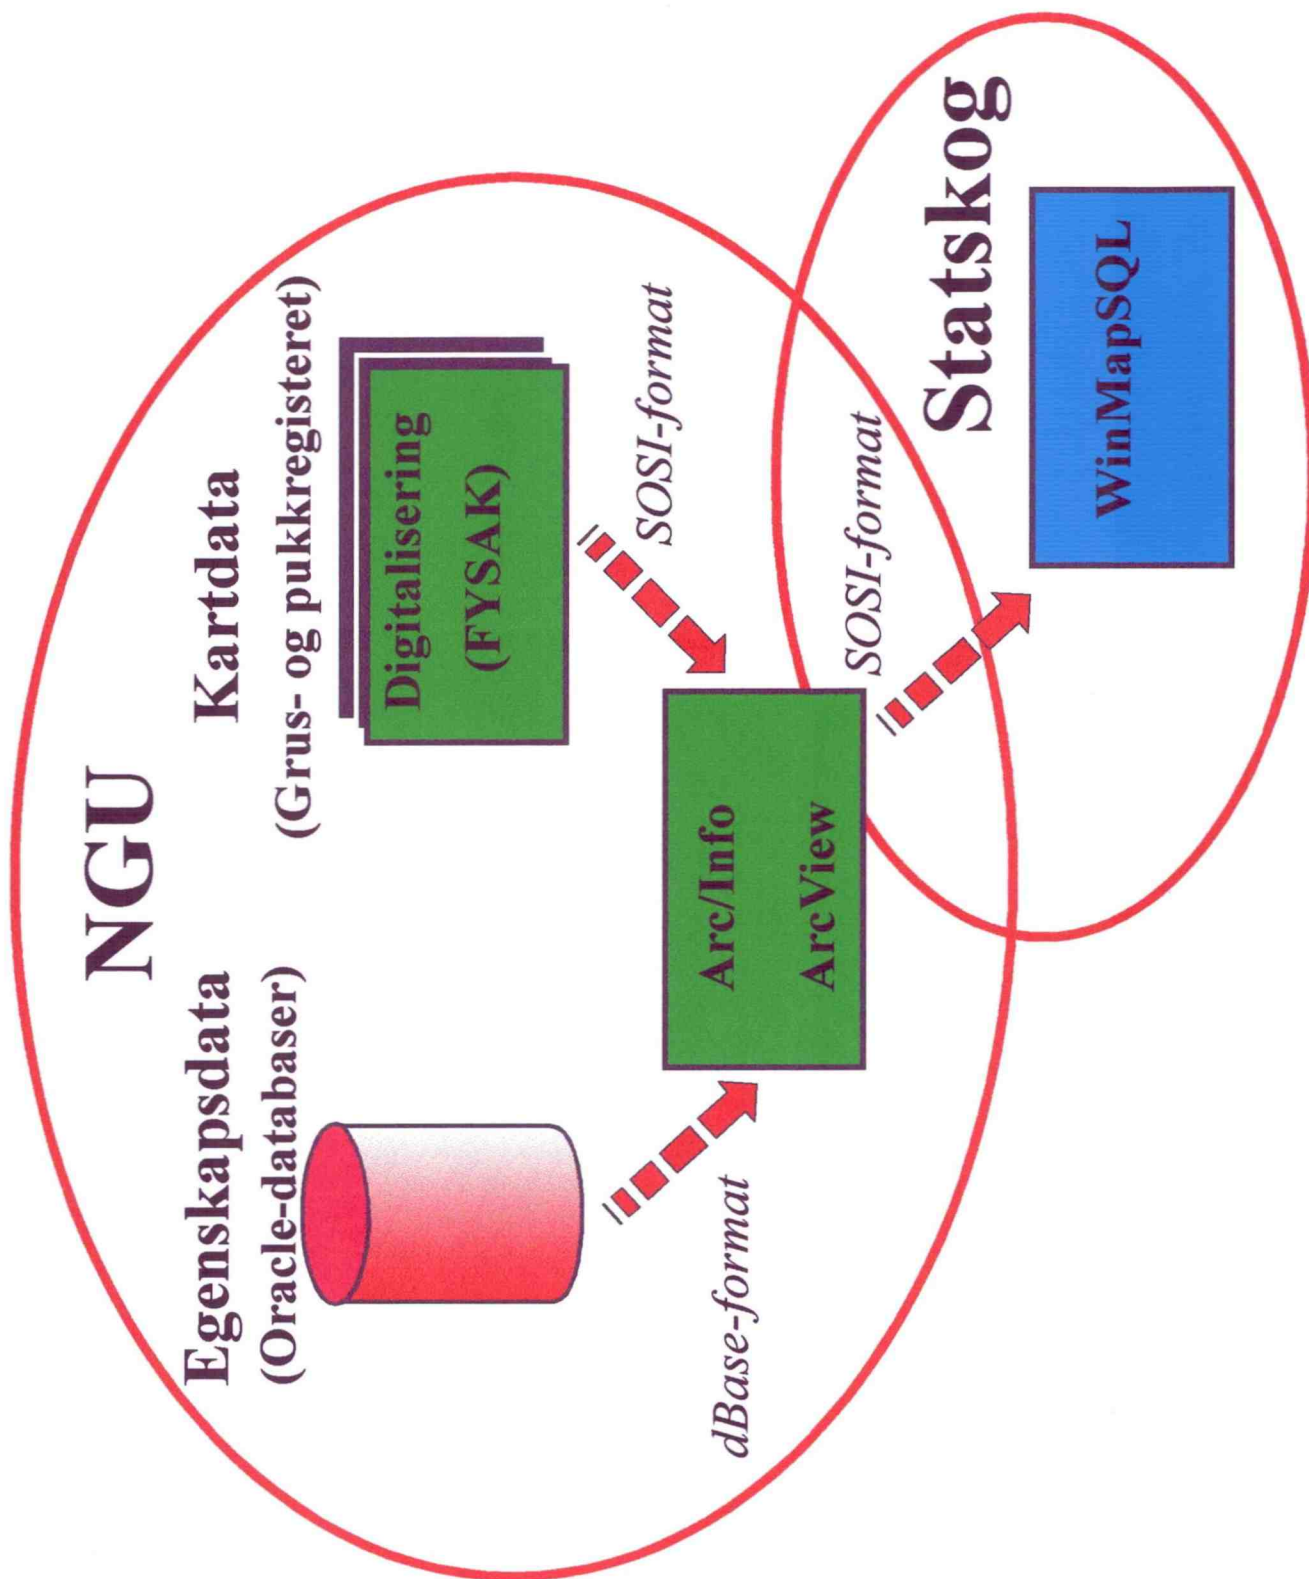 NGU
Egenskapsdata
(Oracle-databaser)
Kartdata
(Grus- og pukkregisteret)
Digitalisering
(FYSAK)
dBase-format
SOSI-format
Arc/Info
ArcView
SOSI-format
Statskog
WinMapSQL